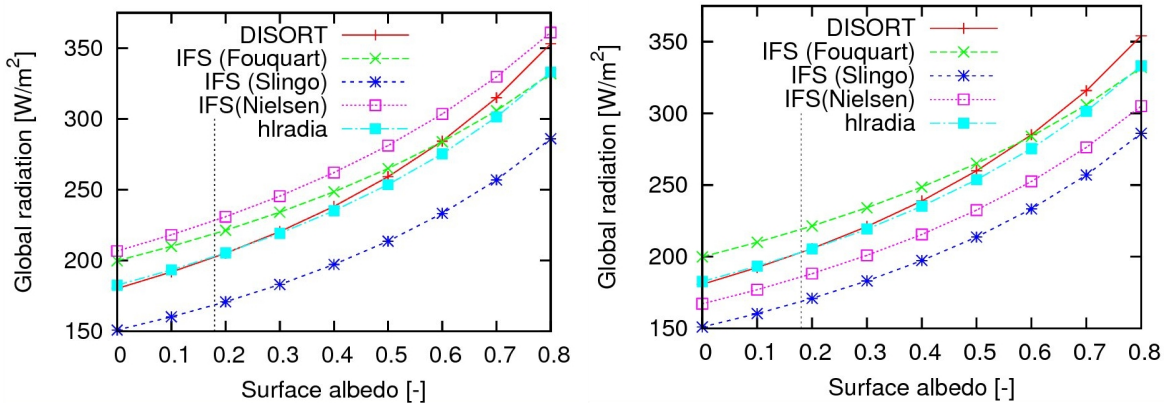 Global radiation [W/m²]
350
300
250
200
150
DISORT
IFS (Fouquart)
IFS (Slingo)
IFS(Nielsen)
hlradia
0 0.1 0.2 0.3 0.4 0.5 0.6 0.7 0.8
Surface albedo [-]
Global radiation [W/m²]
350
300
250
200
150
DISORT
IFS (Fouquart)
IFS (Slingo)
IFS(Nielsen)
hlradia
0 0.1 0.2 0.3 0.4 0.5 0.6 0.7 0.8
Surface albedo [-]